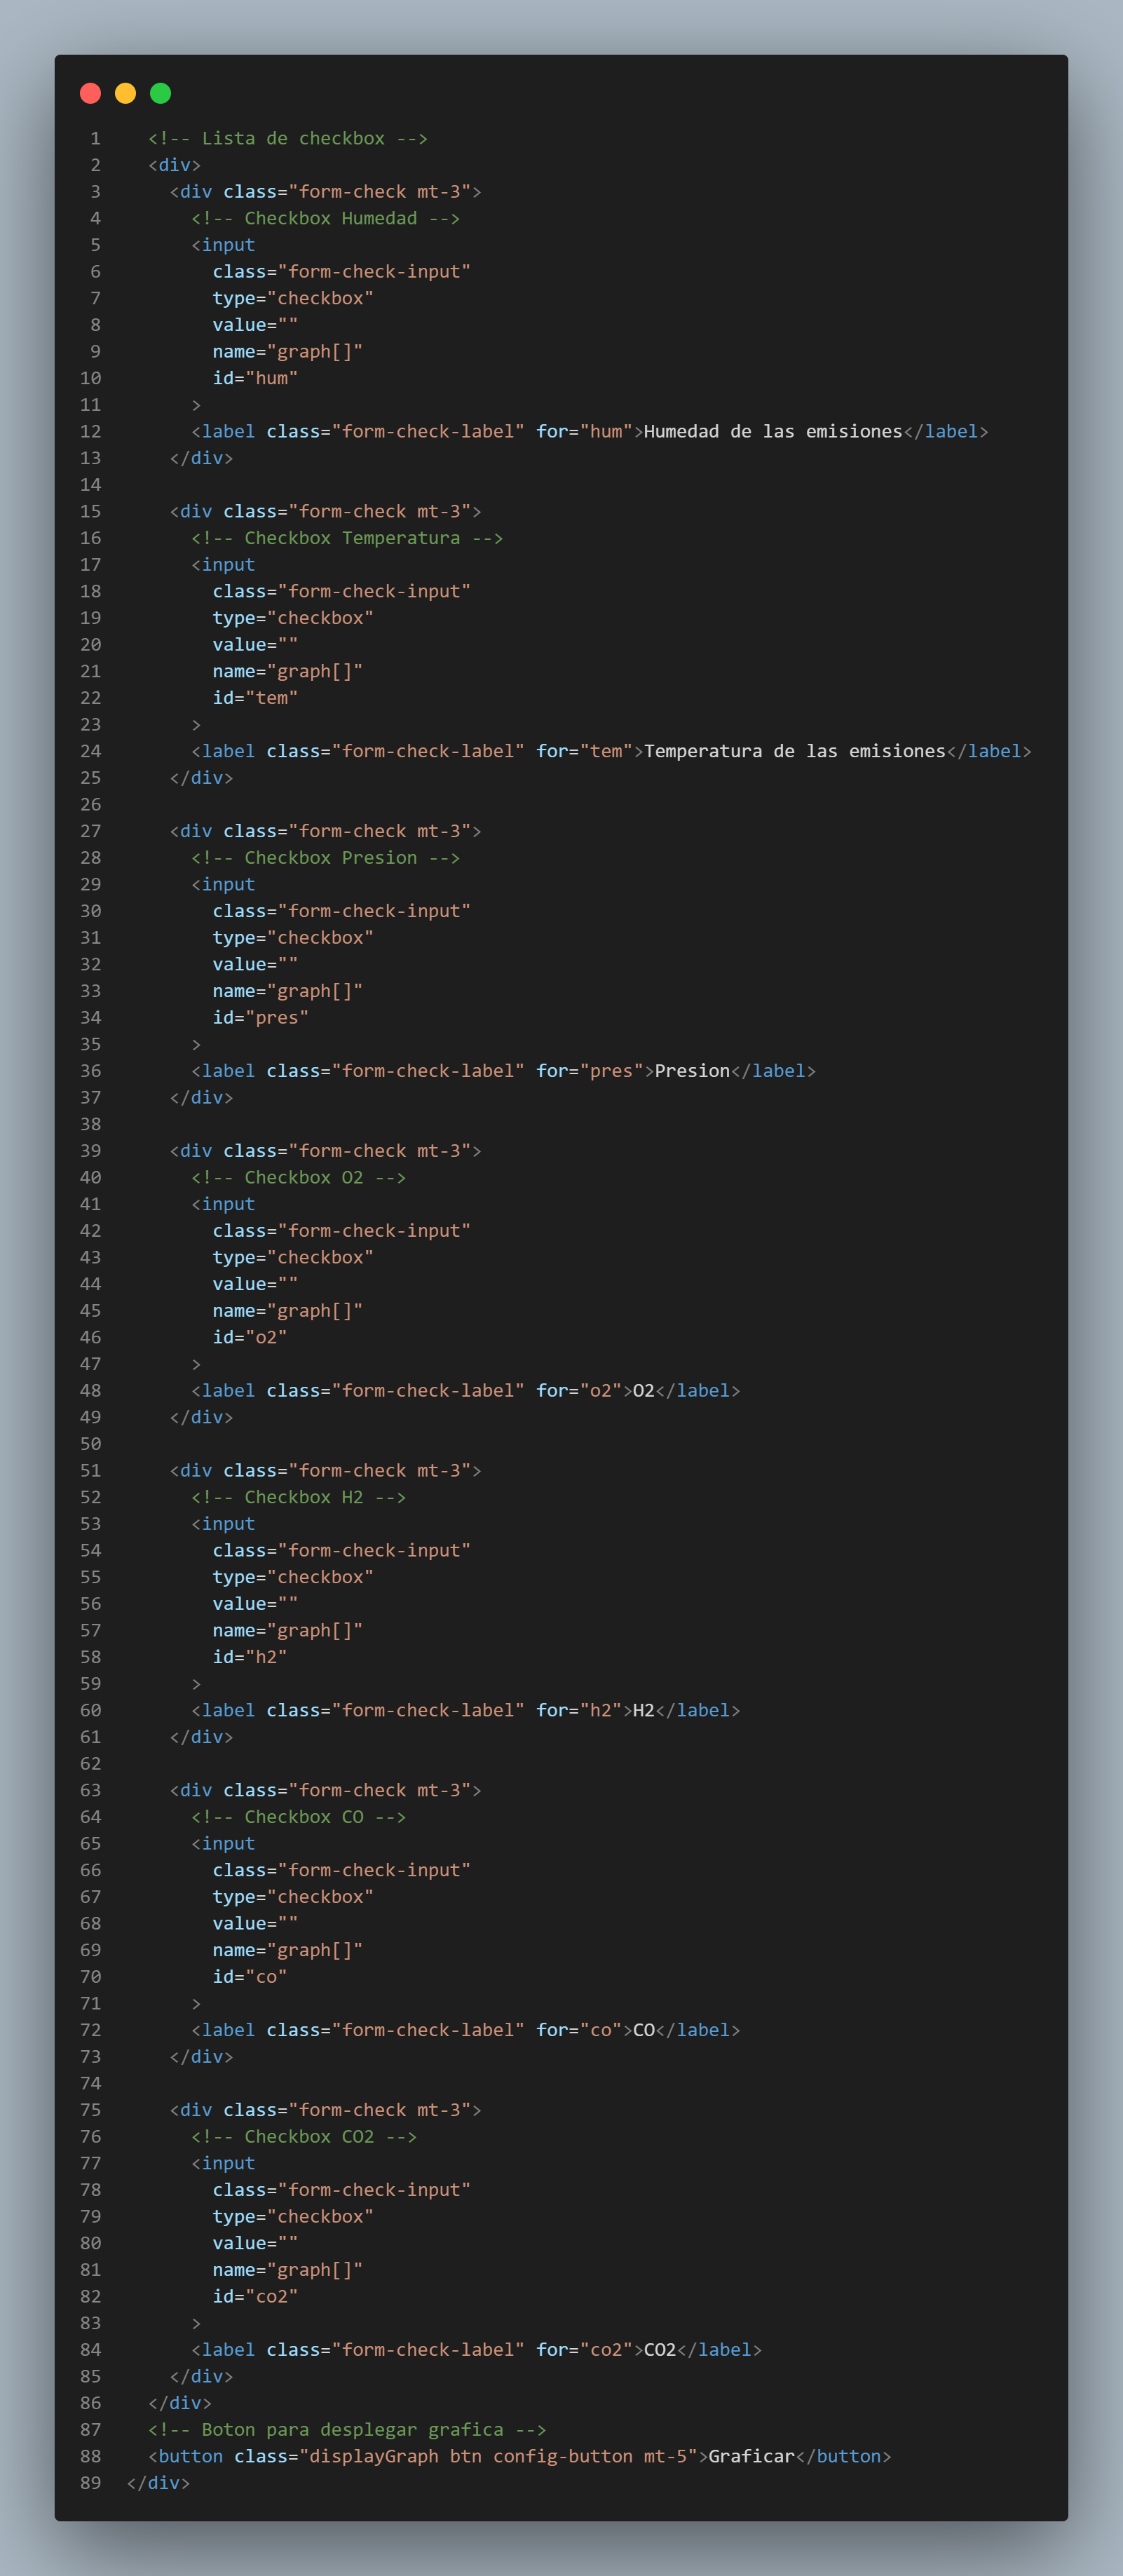 1 <!-- Lista de checkbox -->
2 <div>
3 <div class="form-check mt-3">
4 <!-- Checkbox Humedad -->
5 <input
6 class="form-check-input"
7 type="checkbox"
8 value=""
9 name="graph[]"
10 id="hum"
11 >
12 <label class="form-check-label" for="hum">Humedad de las emisiones</label>
13 </div>
14
15 <div class="form-check mt-3">
16 <!-- Checkbox Temperatura -->
17 <input
18 class="form-check-input"
19 type="checkbox"
20 value=""
21 name="graph[]"
22 id="tem"
23 >
24 <label class="form-check-label" for="tem">Temperatura de las emisiones</label>
25 </div>
26
27 <div class="form-check mt-3">
28 <!-- Checkbox Presion -->
29 <input
30 class="form-check-input"
31 type="checkbox"
32 value=""
33 name="graph[]"
34 id="pres"
35 >
36 <label class="form-check-label" for="pres">Presion</label>
37 </div>
38
39 <div class="form-check mt-3">
40 <!-- Checkbox O2 -->
41 <input
42 class="form-check-input"
43 type="checkbox"
44 value=""
45 name="graph[]"
46 id="o2"
47 >
48 <label class="form-check-label" for="o2">O2</label>
49 </div>
50
51 <div class="form-check mt-3">
52 <!-- Checkbox H2 -->
53 <input
54 class="form-check-input"
55 type="checkbox"
56 value=""
57 name="graph[]"
58 id="h2"
59 >
60 <label class="form-check-label" for="h2">H2</label>
61 </div>
62
63 <div class="form-check mt-3">
64 <!-- Checkbox CO -->
65 <input
66 class="form-check-input"
67 type="checkbox"
68 value=""
69 name="graph[]"
70 id="co"
71 >
72 <label class="form-check-label" for="co">CO</label>
73 </div>
74
75 <div class="form-check mt-3">
76 <!-- Checkbox CO2 -->
77 <input
78 class="form-check-input"
79 type="checkbox"
80 value=""
81 name="graph[]"
82 id="co2"
83 >
84 <label class="form-check-label" for="co2">CO2</label>
85 </div>
86 </div>
87 <!-- Boton para desplegar grafica -->
88 <button class="displayGraph btn config-button mt-5">Graficar</button>
89 </div>